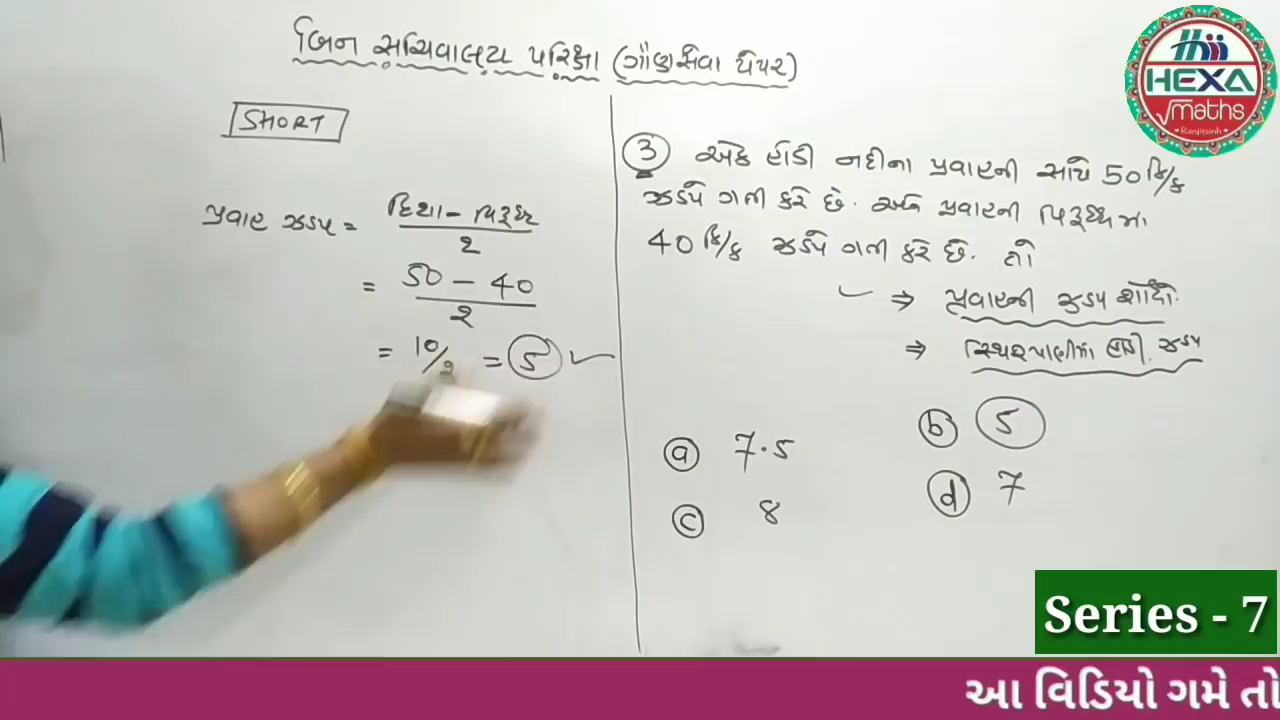 બિન સચિવાલય પરિક્ષા (ગૌણસેવા પેપર)
SHORT
પ્રવાહ ઝડપ = દિશા - વિરૂધ્ધ
2
= 50 - 40
2
= 10/2 = 5
3 એક હોડી નદીના પ્રવાહની સાથે 50 કિ/ક
ઝડપે ગતી કરે છે. અને પ્રવાહની વિરૂધ્ધમાં
40 કિ/ક ઝડપે ગતી કરે છે. તો
⇒ પ્રવાહની ઝડપ શોધો.
⇒ સ્થિરપાણીમાં હોડી. ઝડપ
a 7.5
b 5
c 8
d 7
HEXA
maths
Ranjitsinh
Series - 7
આ વિડિયો ગમે તો